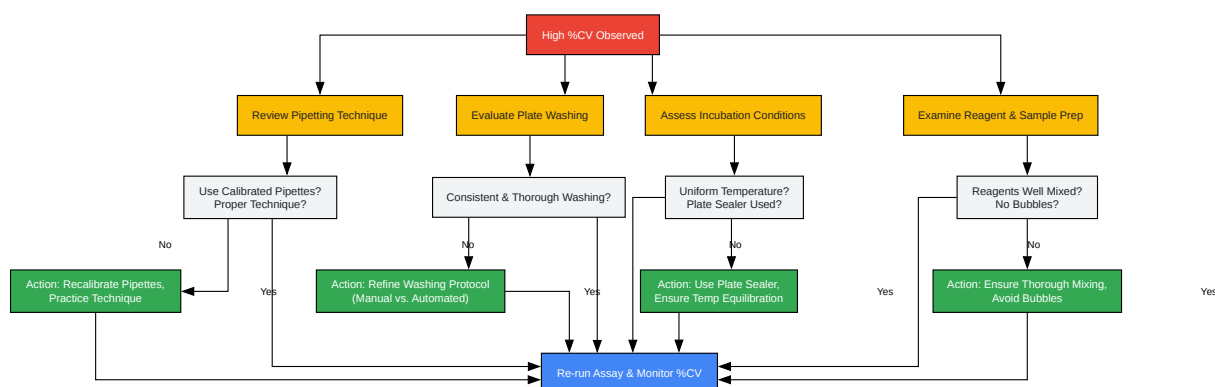 High %CV Observed
Review Pipetting Technique
Evaluate Plate Washing
Assess Incubation Conditions
Examine Reagent & Sample Prep
Use Calibrated Pipettes?
Proper Technique?
Consistent & Thorough Washing?
Uniform Temperature?
Plate Sealer Used?
Reagents Well Mixed?
No Bubbles?
No
No
No
No
Action: Recalibrate Pipettes,
Practice Technique
Yes
Action: Refine Washing Protocol
(Manual vs. Automated)
Yes
Action: Use Plate Sealer,
Ensure Temp Equilibration
Yes
Action: Ensure Thorough Mixing,
Avoid Bubbles
Yes
Re-run Assay & Monitor %CV